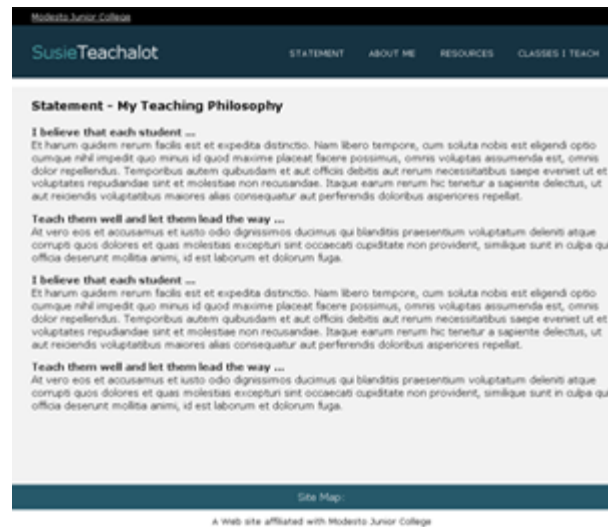 Modesto Junior College
SusieTeachalot
STATEMENT ABOUT ME RESOURCES CLASSES I TEACH
Statement - My Teaching Philosophy
I believe that each student ...
Et harum quidem rerum facilis est et expedita distinctio. Nam libero tempore, cum soluta nobis est eligendi optio
cumque nihil impedit quo minus id quod maxime placeat facere possimus, omnis voluptas assumenda est, omnis
dolor repellendus. Temporibus autem quibusdam et aut officiis debitis aut rerum necessitatibus saepe eveniet ut et
voluptates repudiandae sint et molestiae non recusandae. Itaque earum rerum hic tenetur a sapiente delectus, ut
aut reiciendis voluptatibus maiores alias consequatur aut perferendis doloribus asperiores repellat.
Teach them well and let them lead the way ...
At vero eos et accusamus et iusto odio dignissimos ducimus qui blanditiis praesentium voluptatum deleniti atque
corrupti quos dolores et quas molestias excepturi sint occaecati cupiditate non provident, similique sunt in culpa qui
officia deserunt mollitia animi, id est laborum et dolorum fuga.
I believe that each student ...
Et harum quidem rerum facilis est et expedita distinctio. Nam libero tempore, cum soluta nobis est eligendi optio
cumque nihil impedit quo minus id quod maxime placeat facere possimus, omnis voluptas assumenda est, omnis
dolor repellendus. Temporibus autem quibusdam et aut officiis debitis aut rerum necessitatibus saepe eveniet ut et
voluptates repudiandae sint et molestiae non recusandae. Itaque earum rerum hic tenetur a sapiente delectus, ut
aut reiciendis voluptatibus maiores alias consequatur aut perferendis doloribus asperiores repellat.
Teach them well and let them lead the way ...
At vero eos et accusamus et iusto odio dignissimos ducimus qui blanditiis praesentium voluptatum deleniti atque
corrupti quos dolores et quas molestias excepturi sint occaecati cupiditate non provident, similique sunt in culpa qui
officia deserunt mollitia animi, id est laborum et dolorum fuga.
Site Map:
A Web site affiliated with Modesto Junior College